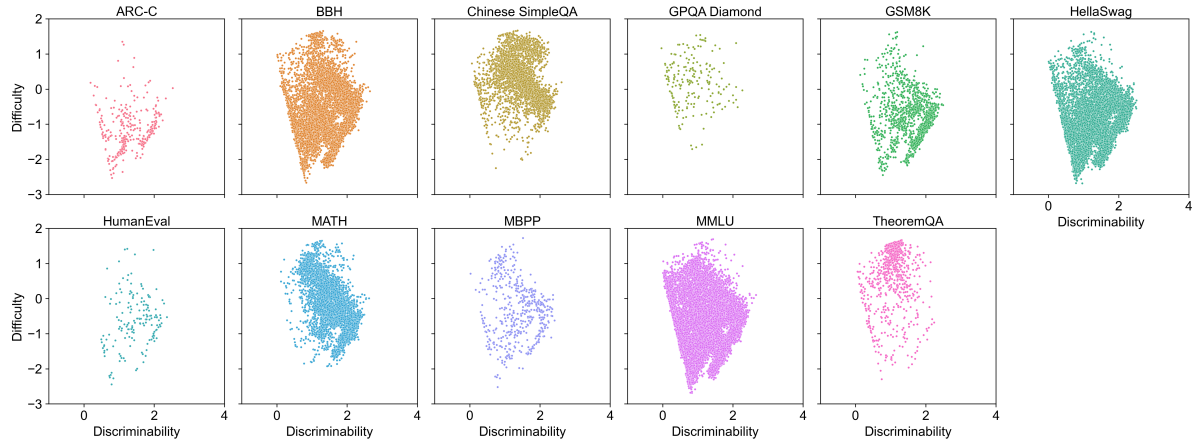 ARC-C BBH Chinese SimpleQA GPQA Diamond GSM8K HellaSwag
2
1
0
−1
−2
−3
Difficulty
0 2 4
Discriminability
HumanEval MATH MBPP MMLU TheoremQA
2
1
0
−1
−2
−3
Difficulty
0 2 4 0 2 4 0 2 4 0 2 4 0 2 4
Discriminability Discriminability Discriminability Discriminability Discriminability